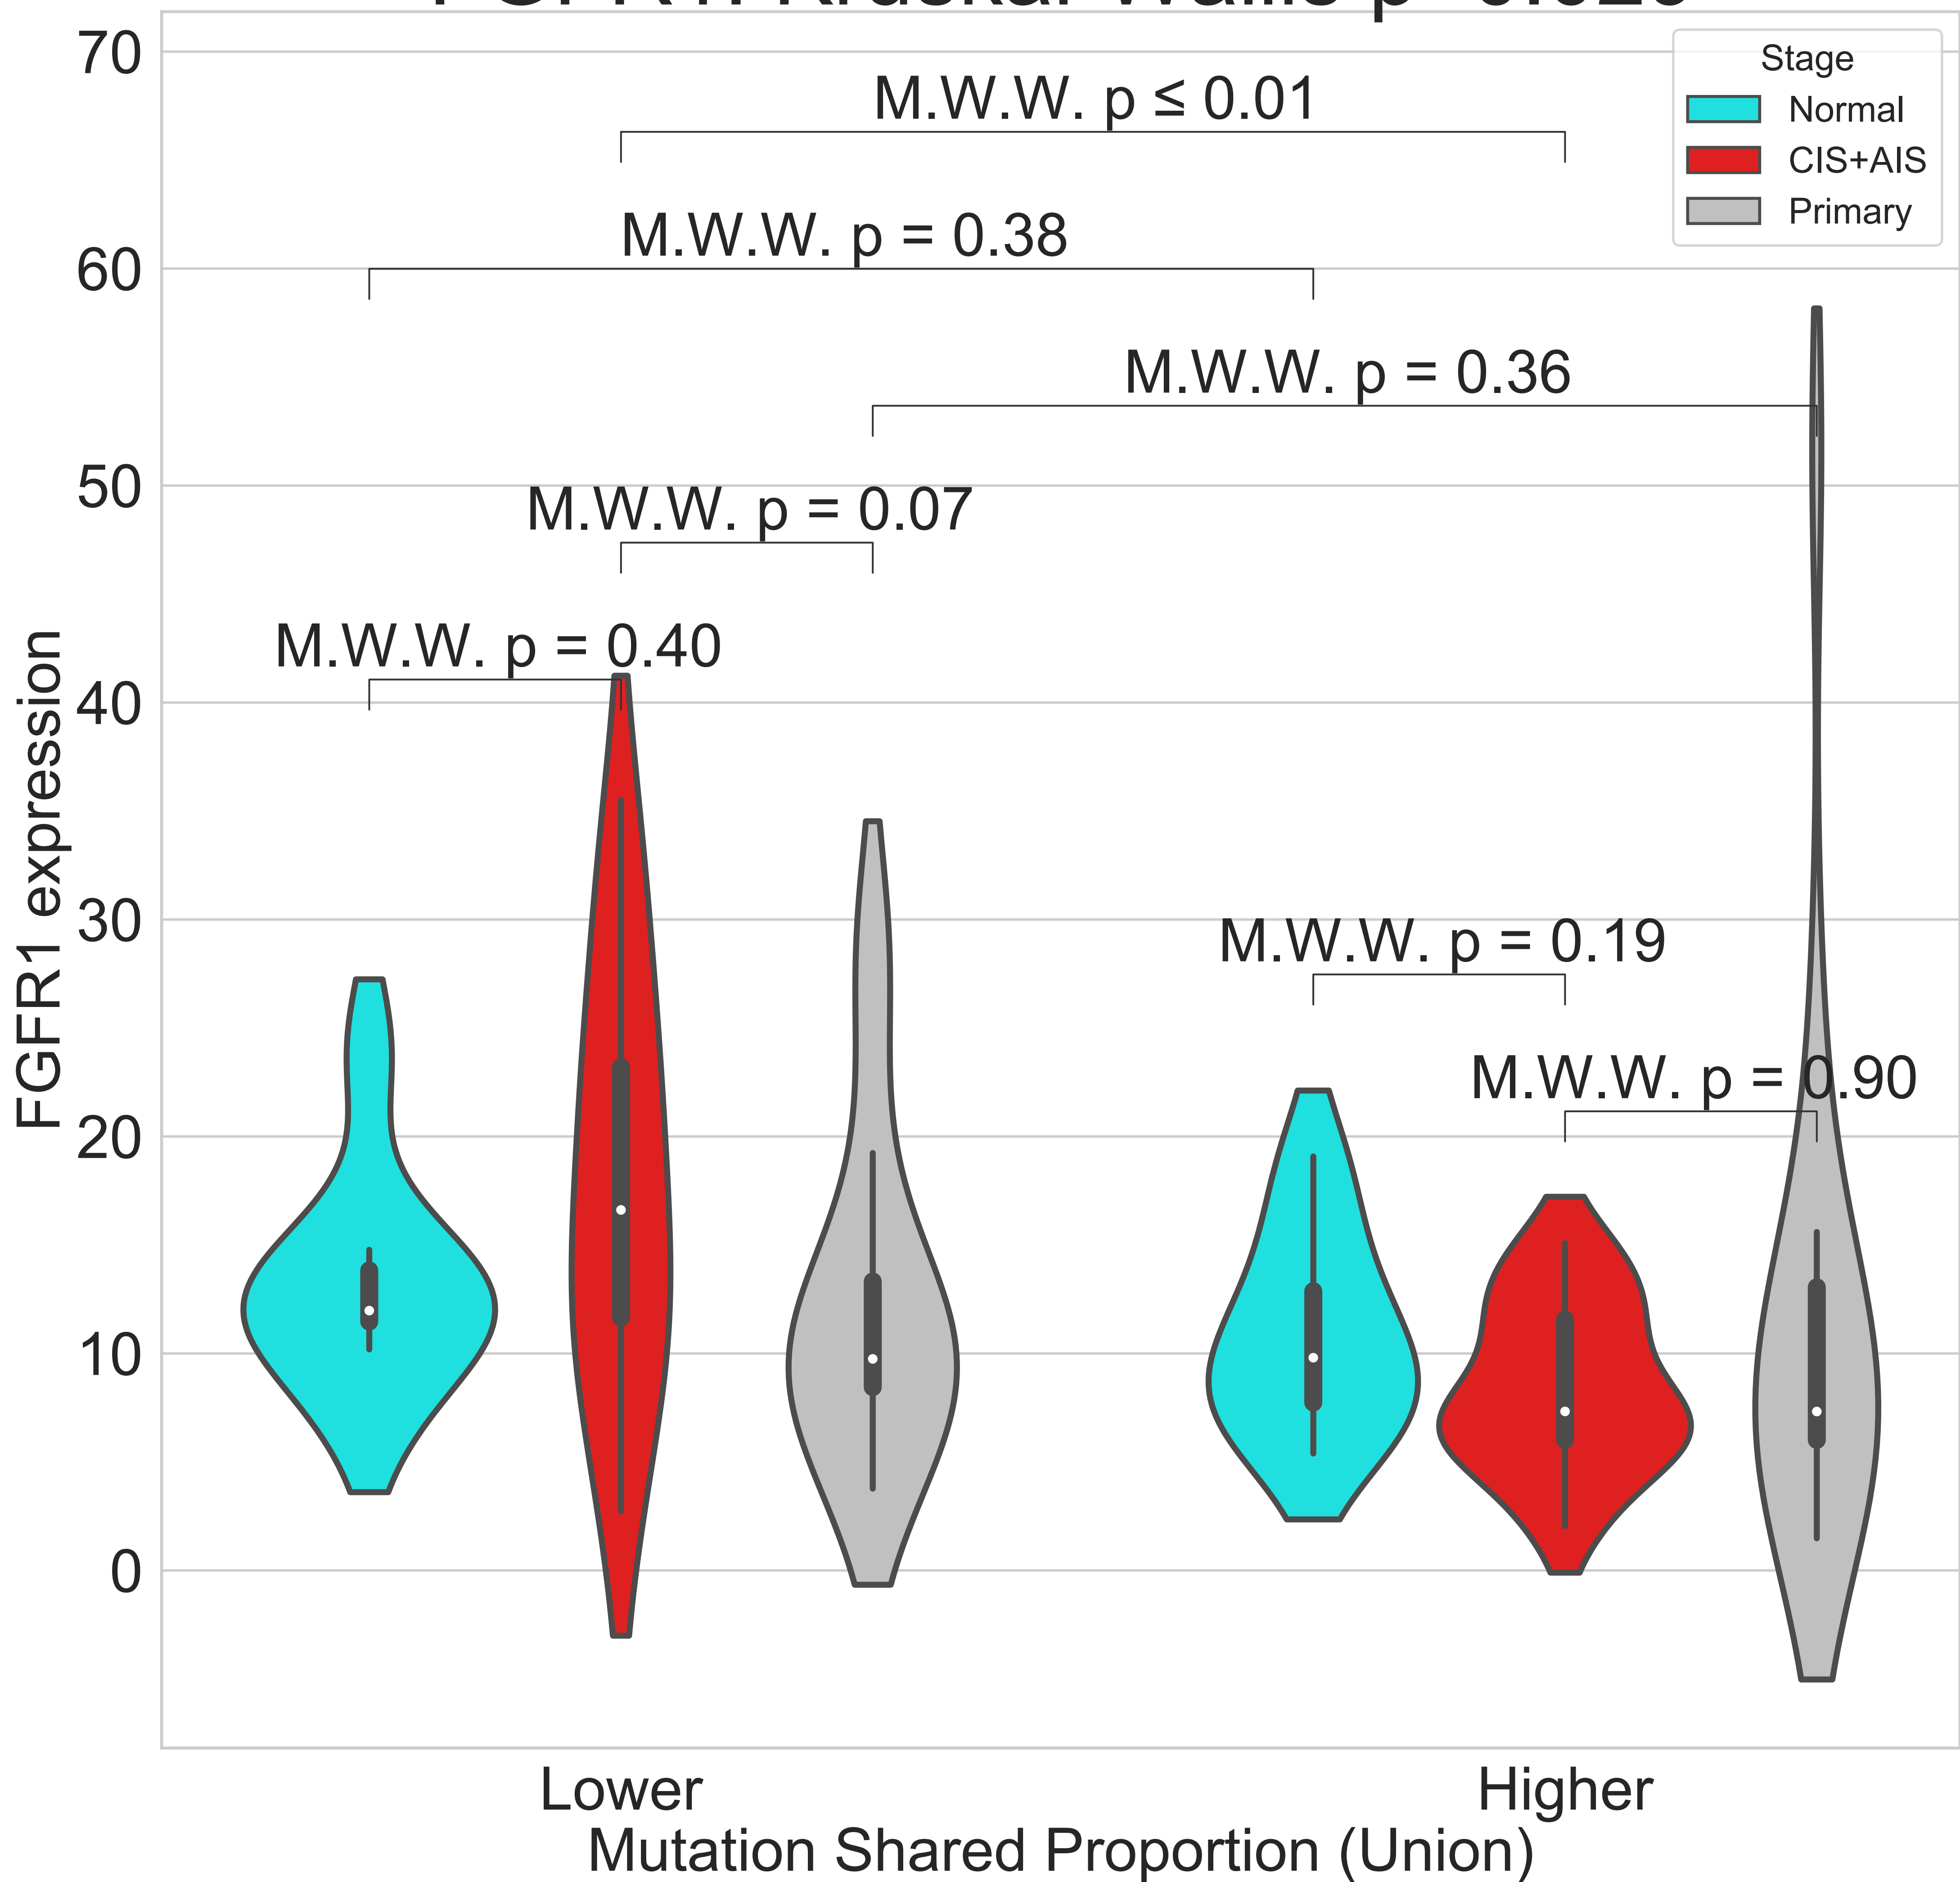 70
60
50
40
30
20
10
0
FGFR1 expression
Stage
Normal
CIS+AIS
Primary
M.W.W. p ≤ 0.01
M.W.W. p = 0.38
M.W.W. p = 0.36
M.W.W. p = 0.07
M.W.W. p = 0.40
M.W.W. p = 0.19
M.W.W. p = 0.90
Lower
Higher
Mutation Shared Proportion (Union)